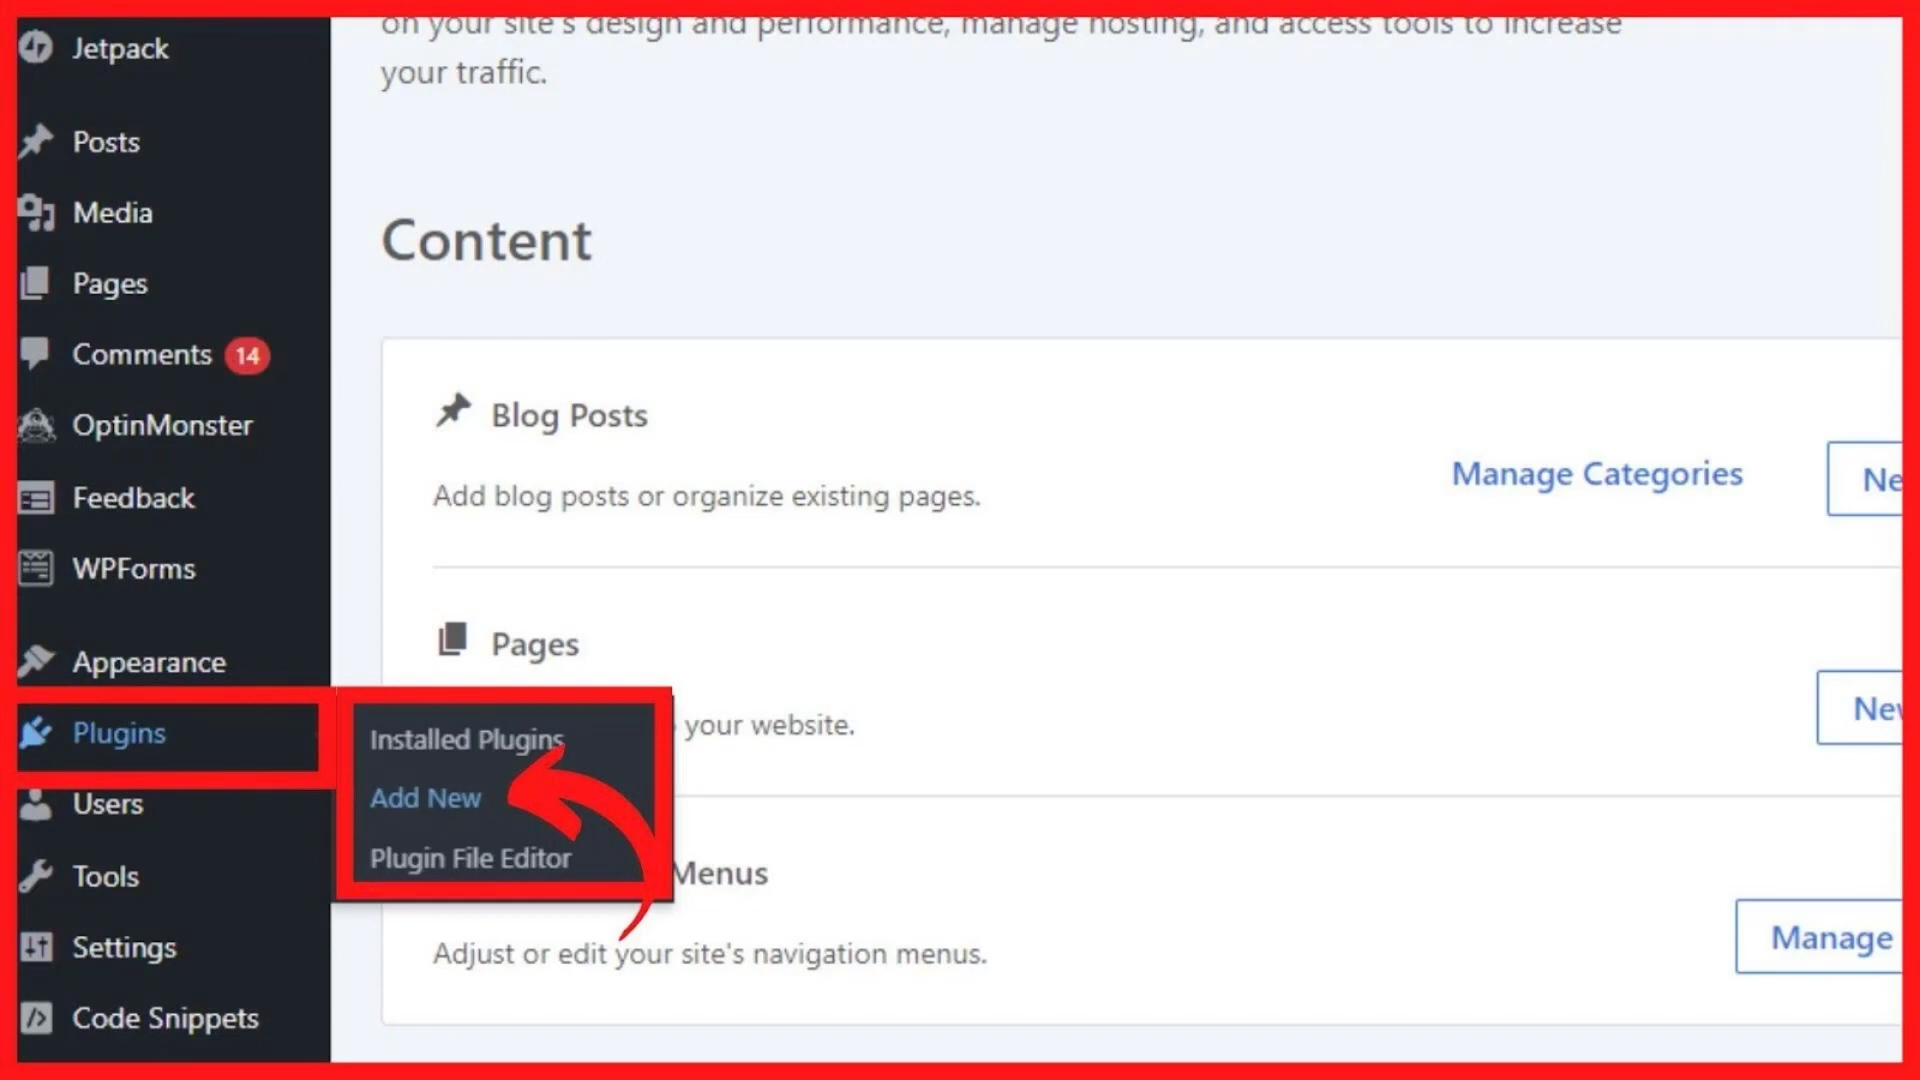 Jetpack
Posts
Media
Pages
Comments 14
OptinMonster
Feedback
WPForms
Appearance
Plugins
Users
Tools
Settings
Code Snippets
Installed Plugins
Add New
Plugin File Editor
on your site's design and performance, manage hosting, and access tools to increase
your traffic.
Content
Blog Posts
Add blog posts or organize existing pages.
Manage Categories
Ne
Pages
your website.
New
Menus
Adjust or edit your site's navigation menus.
Manage